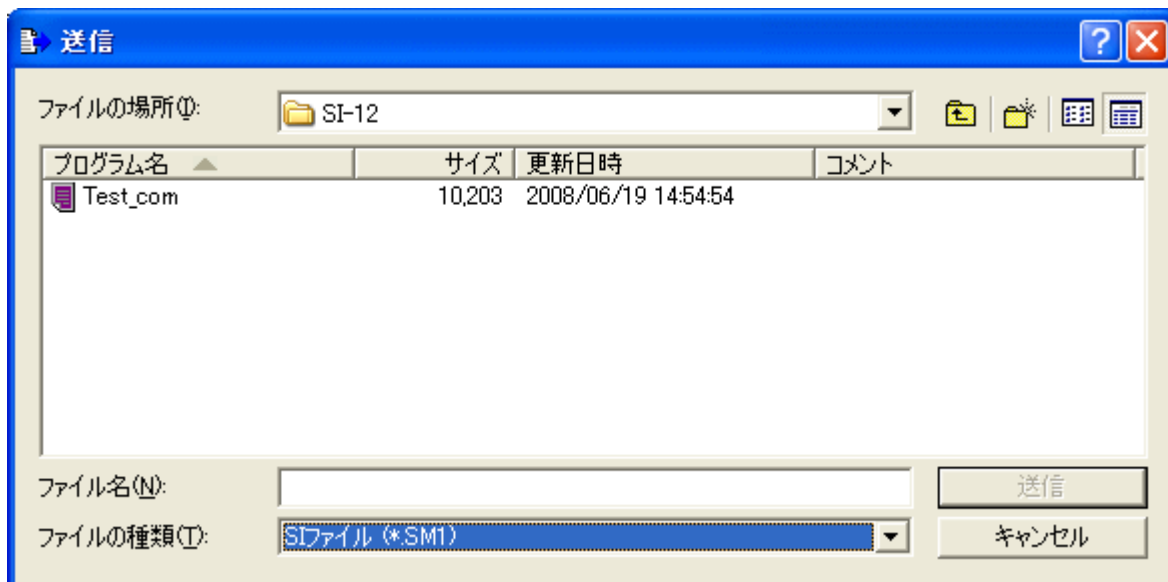 送信
ファイルの場所(I):
SI-12
プログラム名 サイズ 更新日時 コメント
Test_com 10,203 2008/06/19 14:54:54
ファイル名(N):
送信
ファイルの種類(T):
SIファイル (*.SM1)
キャンセル